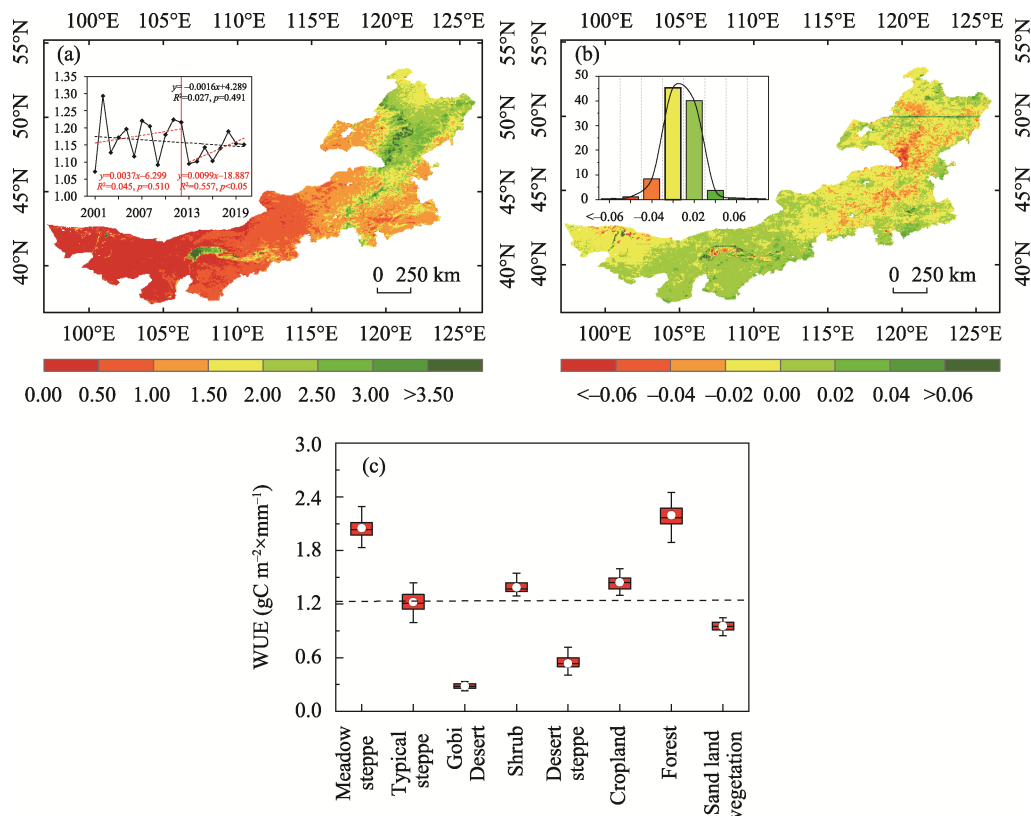 100°E 105°E 110°E 115°E 120°E 125°E
100°E 105°E 110°E 115°E 120°E 125°E
55°N
50°N
45°N
40°N
(a)
1.35
1.30
1.25
1.20
1.15
1.10
1.05
1.00
y= −0.0016x+4.289
R²=0.027, p=0.491
y=0.0037x−6.299
R²=0.045, p=0.510
y=0.0099x−18.887
R²=0.557, p<0.05
2001 2007 2013 2019
0 250 km
55°N
50°N
45°N
40°N
(b)
50
40
30
20
10
0
<−0.06 −0.04 0.02 0.06
0 250 km
55°N
50°N
45°N
40°N
100°E 105°E 110°E 115°E 120°E 125°E
100°E 105°E 110°E 115°E 120°E 125°E
0.00 0.50 1.00 1.50 2.00 2.50 3.00 >3.50
<−0.06 −0.04 −0.02 0.00 0.02 0.04 >0.06
(c)
WUE (gC m⁻²×mm⁻¹)
3.0
2.4
1.8
1.2
0.6
0.0
Meadow
steppe
Typical
steppe
Gobi
Desert
Shrub
Desert
steppe
Cropland
Forest
Sand land
vegetation